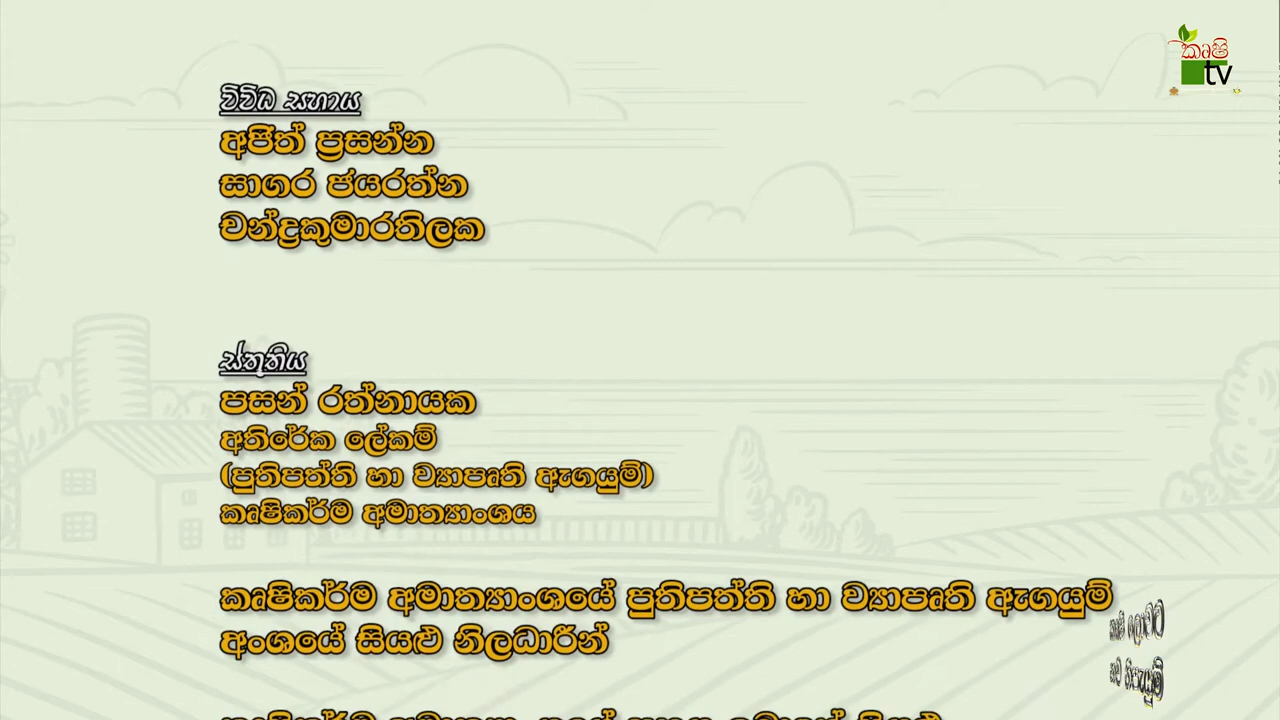 කෘෂි
tv
විවිධ සහාය
අජිත් ප්‍රසන්න
සාගර ජයරත්න
චන්ද්‍රකුමාරතිලක
ස්තුතිය
පසන් රත්නායක
අතිරේක ලේකම්
(ප්‍රතිපත්ති හා ව්‍යාපෘති ඇගයුම්)
කෘෂිකර්ම අමාත්‍යාංශය
කෘෂිකර්ම අමාත්‍යාංශයේ ප්‍රතිපත්ති හා ව්‍යාපෘති ඇගයුම්
අංශයේ සියළු නිලධාරීන්